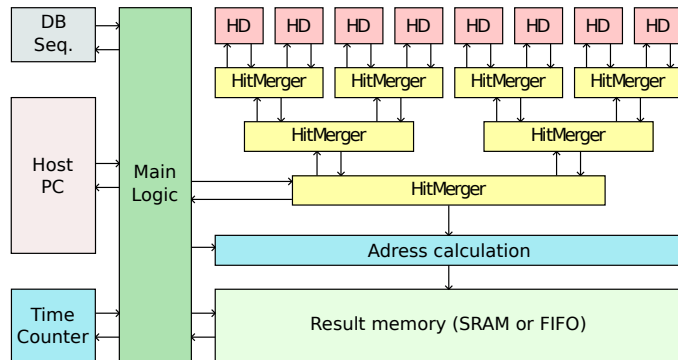 DB
Seq.
HD HD HD HD HD HD HD HD
HitMerger HitMerger HitMerger HitMerger
HitMerger HitMerger
Host
PC
Main
Logic
HitMerger
Adress calculation
Time
Counter
Result memory (SRAM or FIFO)